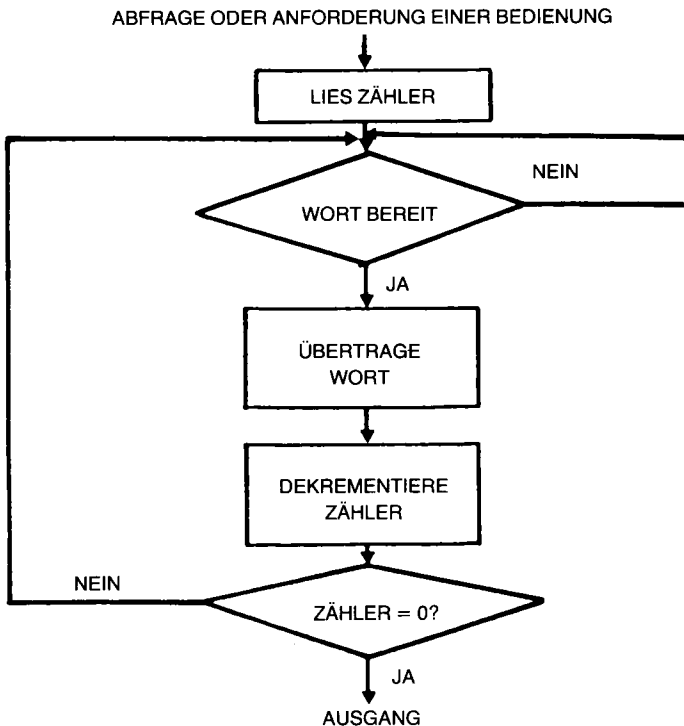 ABFRAGE ODER ANFORDERUNG EINER BEDIENUNG
LIES ZÄHLER
NEIN
WORT BEREIT
JA
ÜBERTRAGE
WORT
DEKREMENTIERE
ZÄHLER
NEIN
ZÄHLER = 0?
JA
AUSGANG